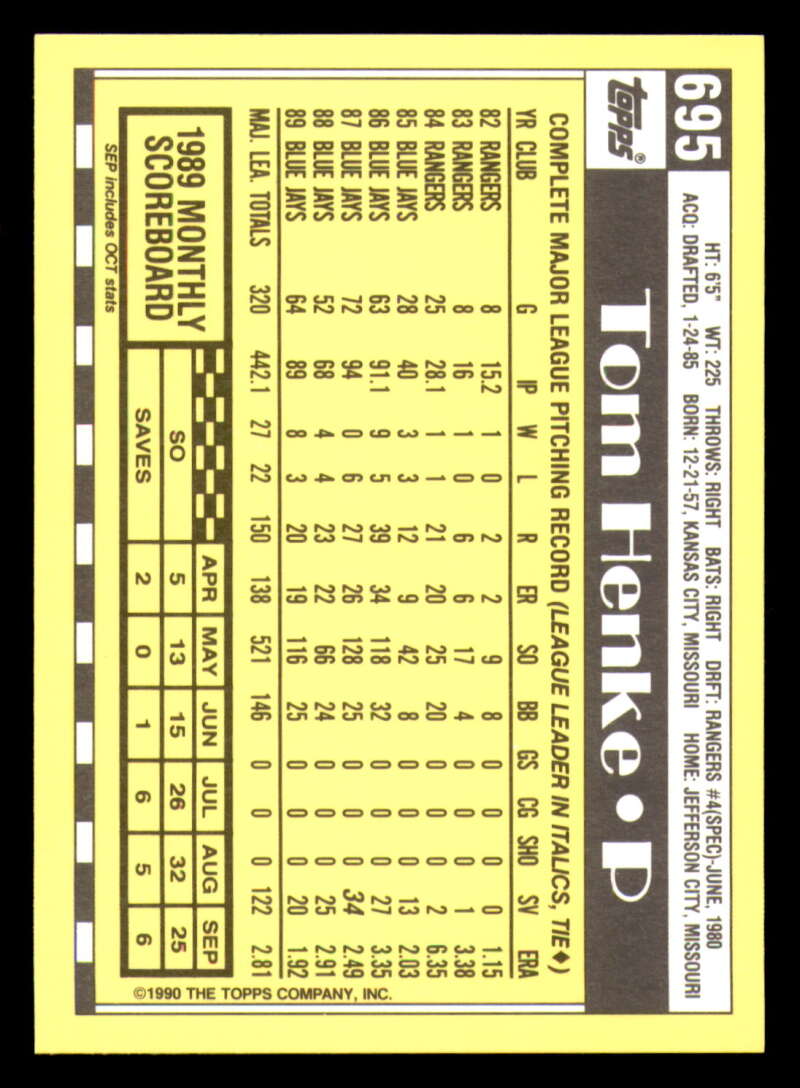 695
topps®
Tom Henke • P
HT: 6'5" WT: 225 THROWS: RIGHT BATS: RIGHT DRFT: RANGERS #4(SPEC)-JUNE, 1980
ACQ: DRAFTED, 1-24-85 BORN: 12-21-57, KANSAS CITY, MISSOURI HOME: JEFFERSON CITY, MISSOURI
COMPLETE MAJOR LEAGUE PITCHING RECORD (LEAGUE LEADER IN ITALICS, TIE♦)
YR CLUB G IP W L R ER SO BB GS CG SHO SV ERA
82 RANGERS 8 15.2 1 0 2 2 9 8 0 0 0 0 1.15
83 RANGERS 8 16 1 0 6 6 17 4 0 0 0 1 3.38
84 RANGERS 25 28.1 1 1 21 20 25 20 0 0 0 2 6.35
85 BLUE JAYS 28 40 3 3 12 9 42 8 0 0 0 13 2.03
86 BLUE JAYS 63 91.1 9 5 39 34 118 32 0 0 0 27 3.35
87 BLUE JAYS 72 94 0 6 27 26 128 25 0 0 0 34 2.49
88 BLUE JAYS 52 68 4 4 23 22 66 24 0 0 0 25 2.91
89 BLUE JAYS 64 89 8 3 20 19 116 25 0 0 0 20 1.92
MAJ. LEA. TOTALS 320 442.1 27 22 150 138 521 146 0 0 0 122 2.81
1989 MONTHLY
SCOREBOARD
APR MAY JUN JUL AUG SEP
SO 5 13 15 26 32 25
SAVES 2 0 1 6 5 6
SEP includes OCT stats
©1990 THE TOPPS COMPANY, INC.